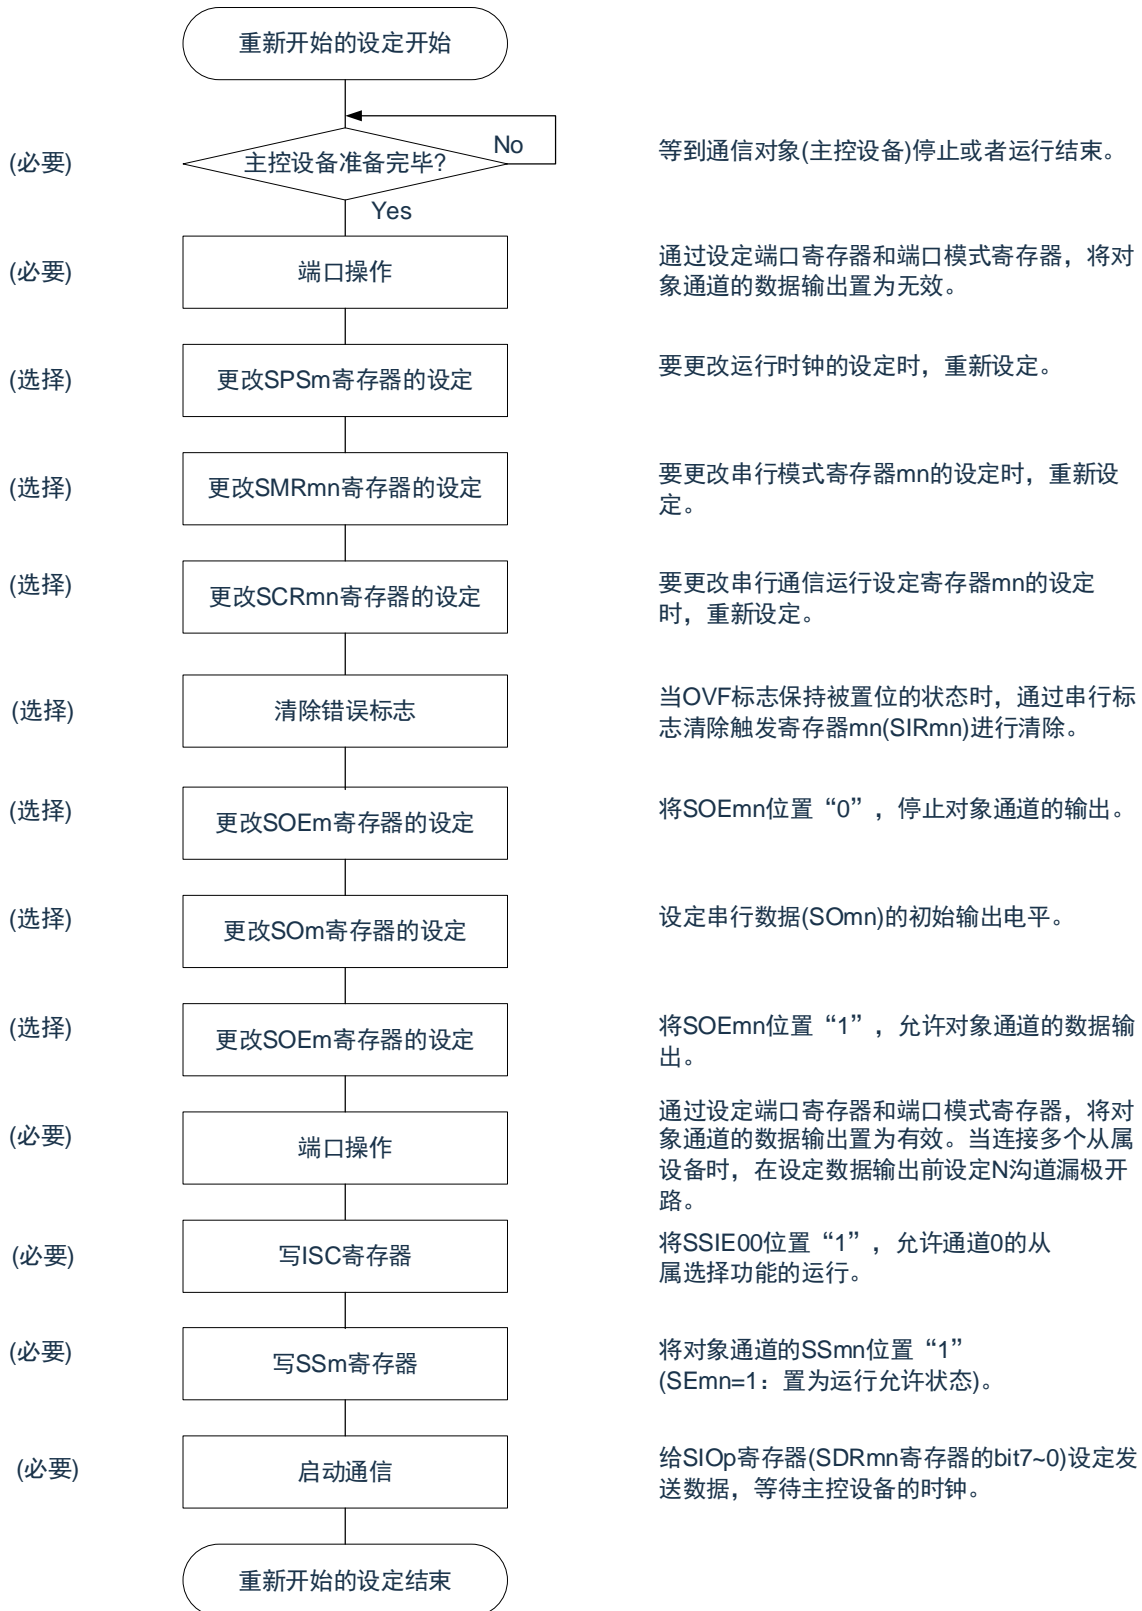 重新开始的设定开始
(必要)
主控设备准备完毕?
No
等到通信对象(主控设备)停止或者运行结束。
Yes
(必要)
端口操作
通过设定端口寄存器和端口模式寄存器，将对
象通道的数据输出置为无效。
(选择)
更改SPSm寄存器的设定
要更改运行时钟的设定时，重新设定。
(选择)
更改SMRmn寄存器的设定
要更改串行模式寄存器mn的设定时，重新设
定。
(选择)
更改SCRmn寄存器的设定
要更改串行通信运行设定寄存器mn的设定
时，重新设定。
(选择)
清除错误标志
当OVF标志保持被置位的状态时，通过串行标
志清除触发寄存器mn(SIRmn)进行清除。
(选择)
更改SOEm寄存器的设定
将SOEmn位置“0”，停止对象通道的输出。
(选择)
更改SOm寄存器的设定
设定串行数据(SOmn)的初始输出电平。
(选择)
更改SOEm寄存器的设定
将SOEmn位置“1”，允许对象通道的数据输
出。
(必要)
端口操作
通过设定端口寄存器和端口模式寄存器，将对
象通道的数据输出置为有效。当连接多个从属
设备时，在设定数据输出前设定N沟道漏极开
路。
(必要)
写ISC寄存器
将SSIE00位置“1”，允许通道0的从
属选择功能的运行。
(必要)
写SSm寄存器
将对象通道的SSmn位置“1”
(SEmn=1：置为运行允许状态)。
(必要)
启动通信
给SIOp寄存器(SDRmn寄存器的bit7~0)设定发
送数据，等待主控设备的时钟。
重新开始的设定结束